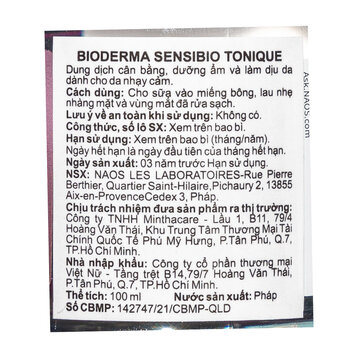 BIODERMA SENSIBIO TONIQUE
Dung dịch cân bằng, dưỡng ẩm và làm dịu da
dành cho da nhạy cảm.
Cách dùng: Cho sữa vào miếng bông, lau nhẹ
nhàng mặt và vùng mắt đã rửa sạch.
Lưu ý về an toàn khi sử dụng: Không có.
Công thức, số lô SX: Xem trên bao bì.
Hạn sử dụng: Xem trên bao bì (tháng/năm).
Ngày hết hạn là ngày đầu tiên của tháng hết hạn.
Ngày sản xuất: 03 năm trước Hạn sử dụng.
NSX: NAOS LES LABORATOIRES-Rue Pierre
Berthier, Quartier Saint-Hilaire,Pichaury 2, 13855
Aix-en-ProvenceCedex 3, Pháp
Chịu trách nhiệm đưa sản phẩm ra thị trường:
Công ty TNHH Minthacare - Lầu 1, B11, 79/4
Hoàng Văn Thái, Khu Trung Tâm Thương Mại Tài
Chính Quốc Tế Phú Mỹ Hưng, P.Tân Phú, Q.7,
TP.Hồ Chí Minh.
Nhà nhập khẩu: Công ty cổ phần thương mại
Việt Nữ - Tầng trệt B14,79/7 Hoàng Văn Thái,
P.Tân Phú, Q.7, TP.Hồ Chí Minh.
Thể tích: 100 ml Nước sản xuất: Pháp
Số CBMP: 142747/21/CBMP-QLD
Ask.NAOS.com